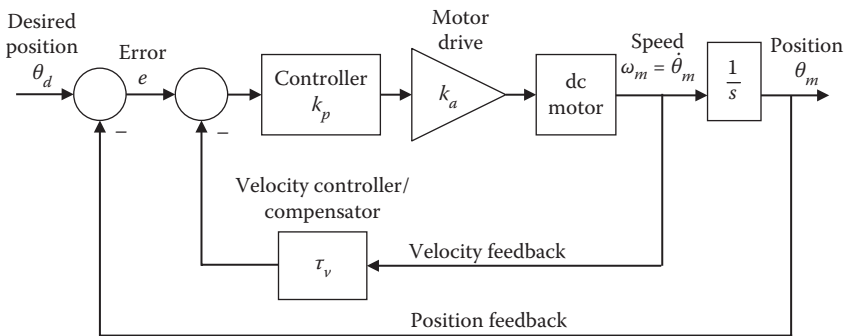 Desired
position
θd
Error
e
–
–
Controller
kp
Motor
drive
ka
dc
motor
Speed
ωm = θ̇m
1
s
Position
θm
Velocity controller/
compensator
τv
Velocity feedback
Position feedback